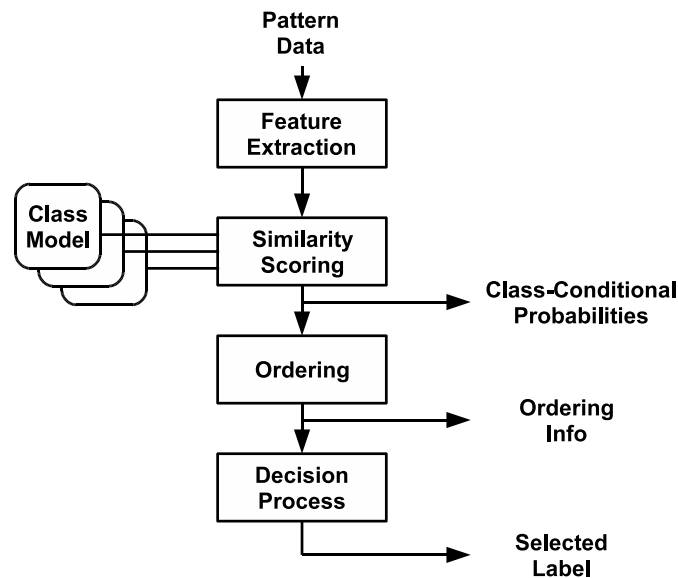 Pattern
Data
Feature
Extraction
Class
Model
Similarity
Scoring
Class-Conditional
Probabilities
Ordering
Ordering
Info
Decision
Process
Selected
Label